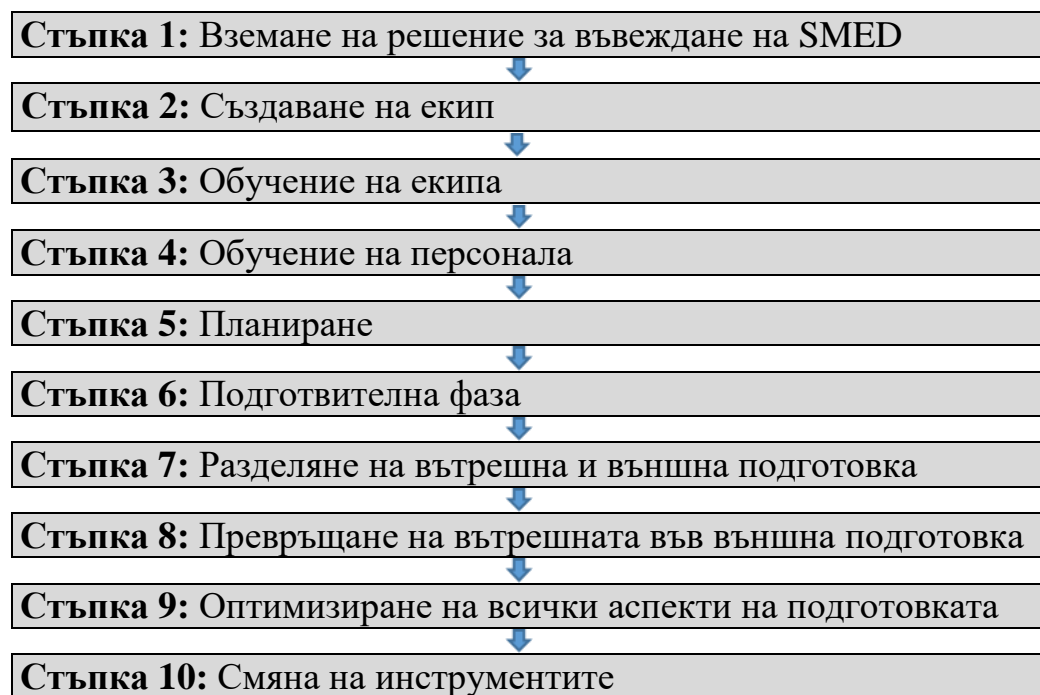 Стъпка 1: Вземане на решение за въвеждане на SMED
Стъпка 2: Създаване на екип
Стъпка 3: Обучение на екипа
Стъпка 4: Обучение на персонала
Стъпка 5: Планиране
Стъпка 6: Подготвителна фаза
Стъпка 7: Разделяне на вътрешна и външна подготовка
Стъпка 8: Превръщане на вътрешната във външна подготовка
Стъпка 9: Оптимизиране на всички аспекти на подготовката
Стъпка 10: Смяна на инструментите